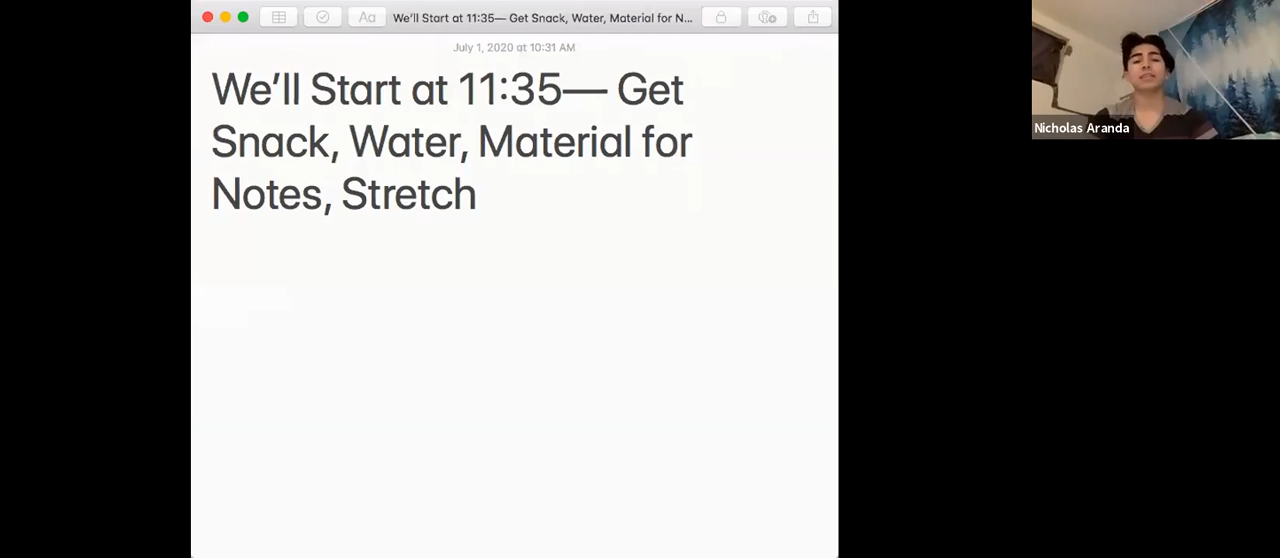 We'll Start at 11:35— Get Snack, Water, Material for N...
July 1, 2020 at 10:31 AM
We'll Start at 11:35— Get
Snack, Water, Material for
Notes, Stretch
Aa
Nicholas Aranda